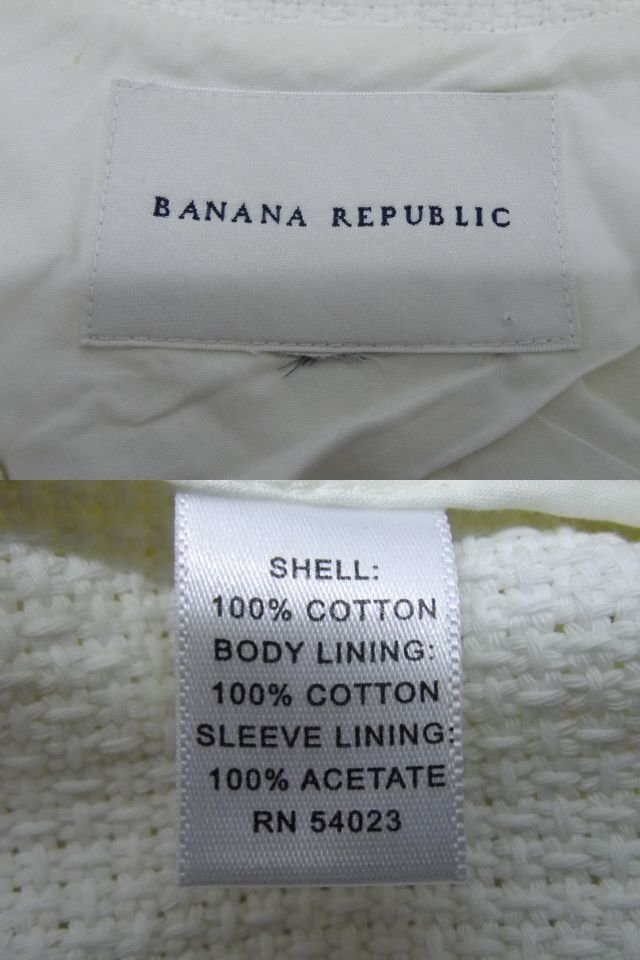 BANANA REPUBLIC
SHELL:
100% COTTON
BODY LINING:
100% COTTON
SLEEVE LINING:
100% ACETATE
RN 54023